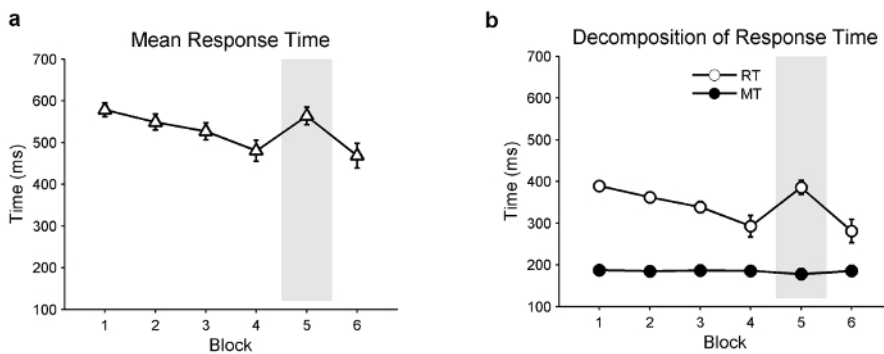 a
Mean Response Time
700
600
500
400
300
200
100
Time (ms)
1 2 3 4 5 6
Block
b
Decomposition of Response Time
RT
MT
700
600
500
400
300
200
100
Time (ms)
1 2 3 4 5 6
Block